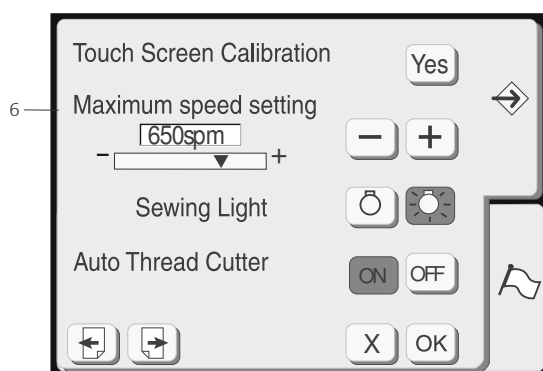 Touch Screen Calibration Yes
6 Maximum speed setting
650spm
- +
− +
Sewing Light
Auto Thread Cutter ON OFF
X OK